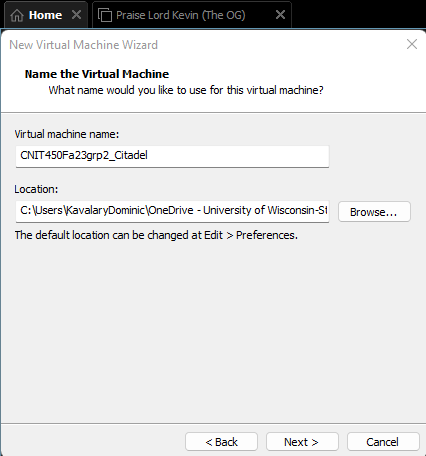 Home
Praise Lord Kevin (The OG)
New Virtual Machine Wizard
Name the Virtual Machine
What name would you like to use for this virtual machine?
Virtual machine name:
CNIT450Fa23grp2_Citadel
Location:
C:\Users\KavalaryDominic\OneDrive - University of Wisconsin-St
Browse...
The default location can be changed at Edit > Preferences.
< Back
Next >
Cancel